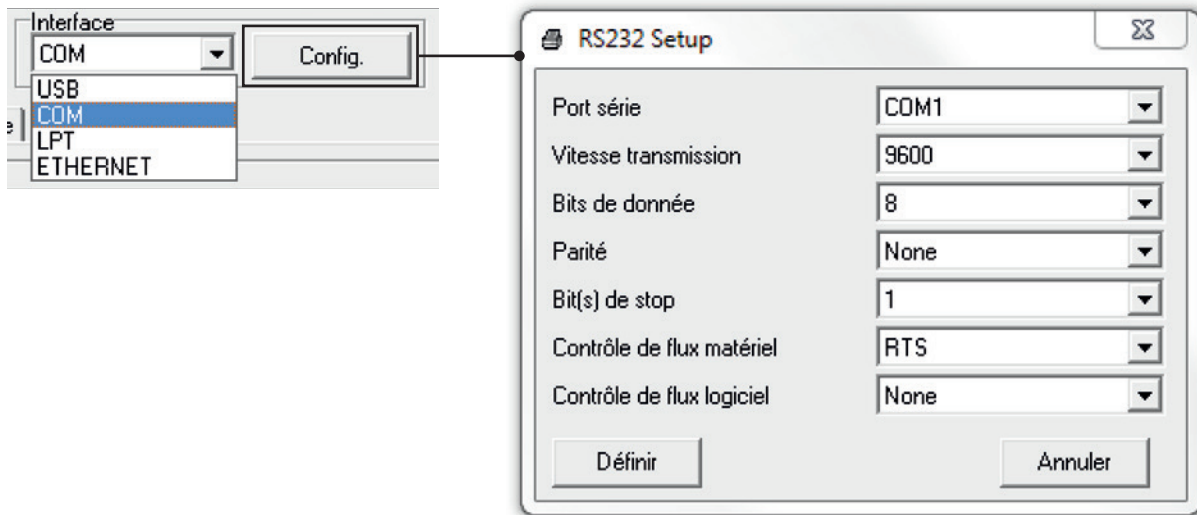 Interface
COM
Config.
USB
COM
LPT
ETHERNET
e
RS232 Setup
Port série COM1
Vitesse transmission 9600
Bits de donnée 8
Parité None
Bit(s) de stop 1
Contrôle de flux matériel RTS
Contrôle de flux logiciel None
Définir Annuler